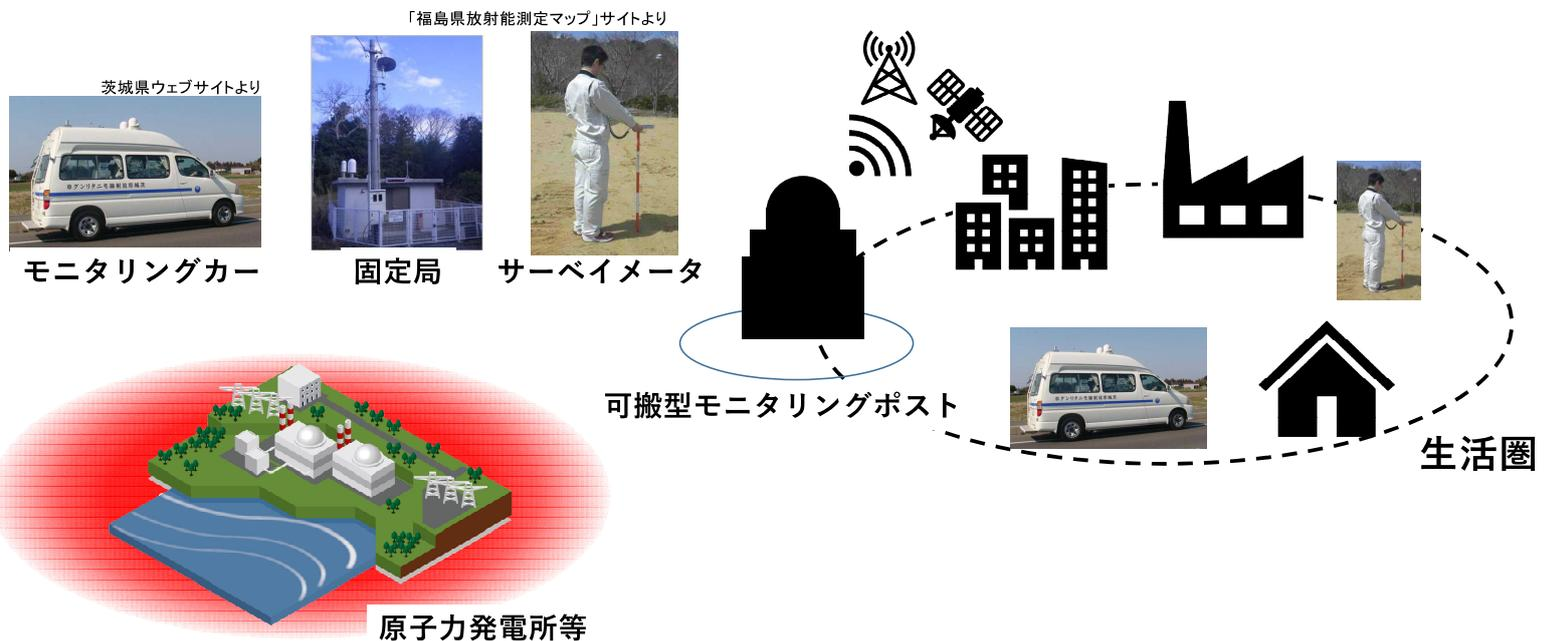 「福島県放射能測定マップ」サイトより
茨城県ウェブサイトより
モニタリングカー
固定局
サーベイメータ
可搬型モニタリングポスト
生活圏
原子力発電所等